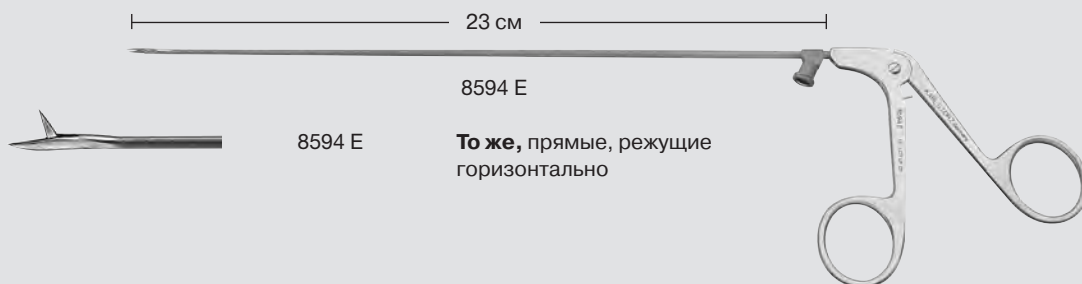 23 см
8594 E
8594 E
То же, прямые, режущие
горизонтально